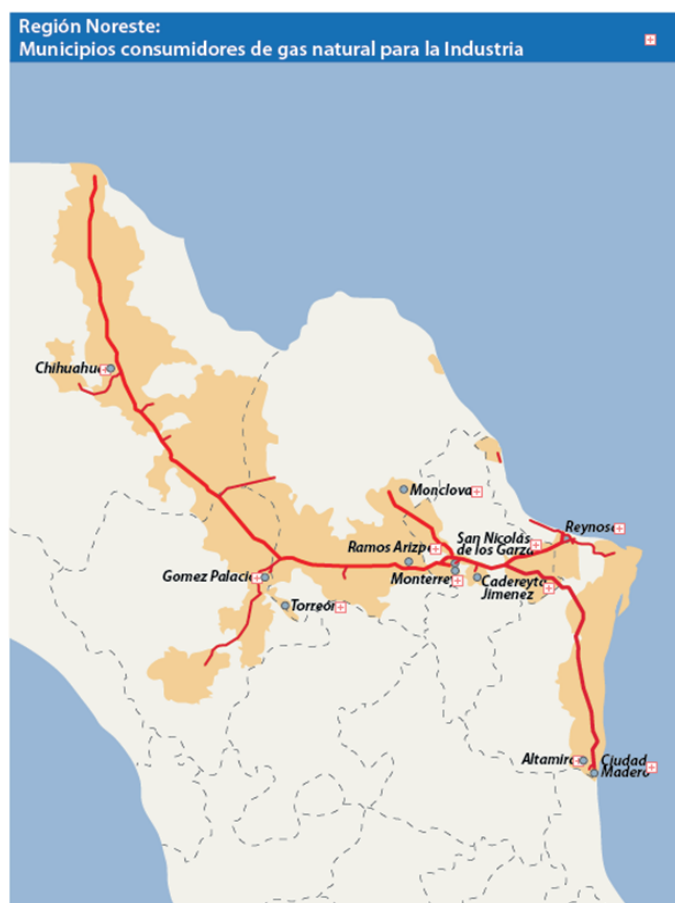 Región Noreste:
Municipios consumidores de gas natural para la Industria
Chihuahua
Monclova
San Nicolás
de los Garza
Reynosa
Ramos Arizpe
Monterrey
Cadereyta
Jimenez
Gomez Palacio
Torreón
Altamira
Ciudad
Madero